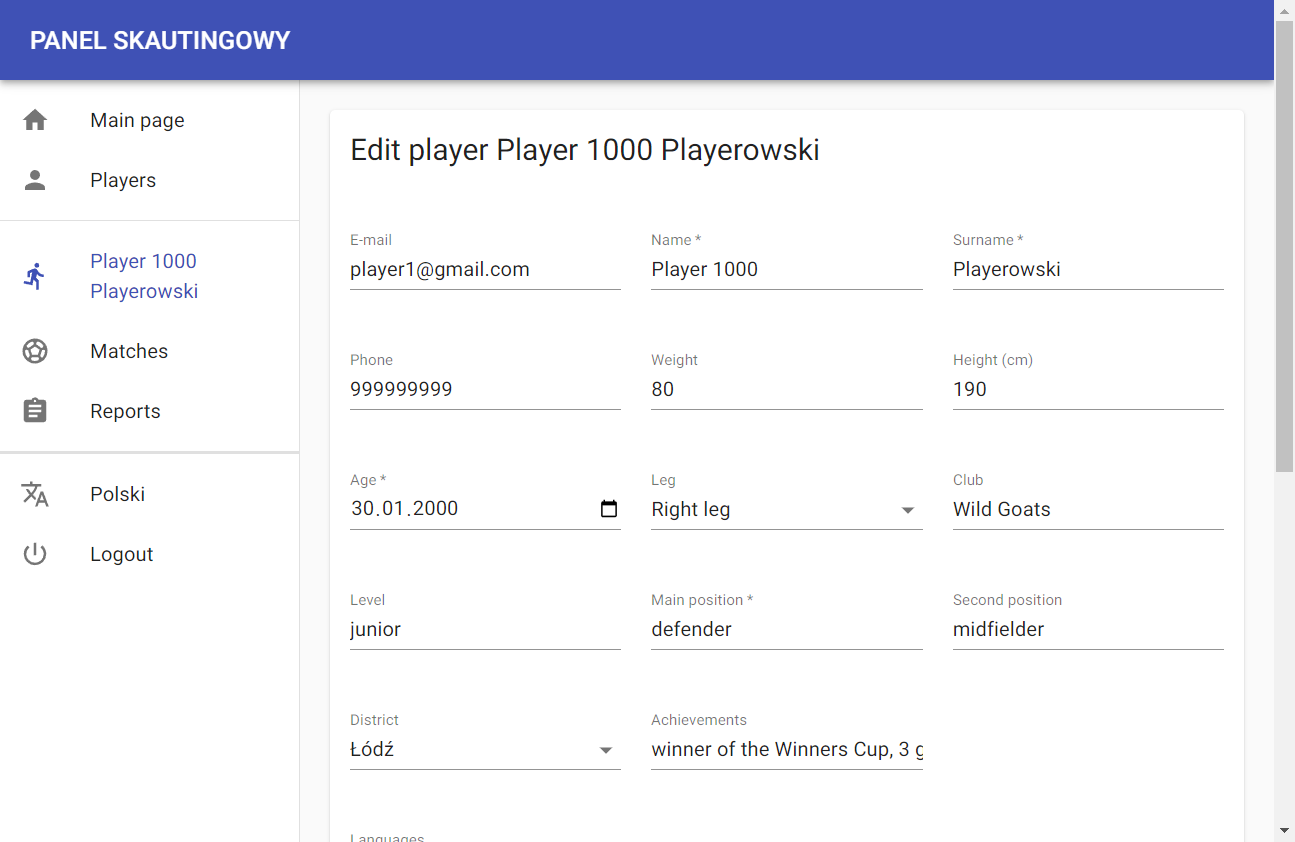 PANEL SKAUTINGOWY
Main page
Players
Player 1000
Playerowski
Matches
Reports
Polski
Logout
Edit player Player 1000 Playerowski
E-mail
player1@gmail.com
Name *
Player 1000
Surname *
Playerowski
Phone
999999999
Weight
80
Height (cm)
190
Age *
30.01.2000
Leg
Right leg
Club
Wild Goats
Level
junior
Main position *
defender
Second position
midfielder
District
Łódź
Achievements
winner of the Winners Cup, 3 g
Languages